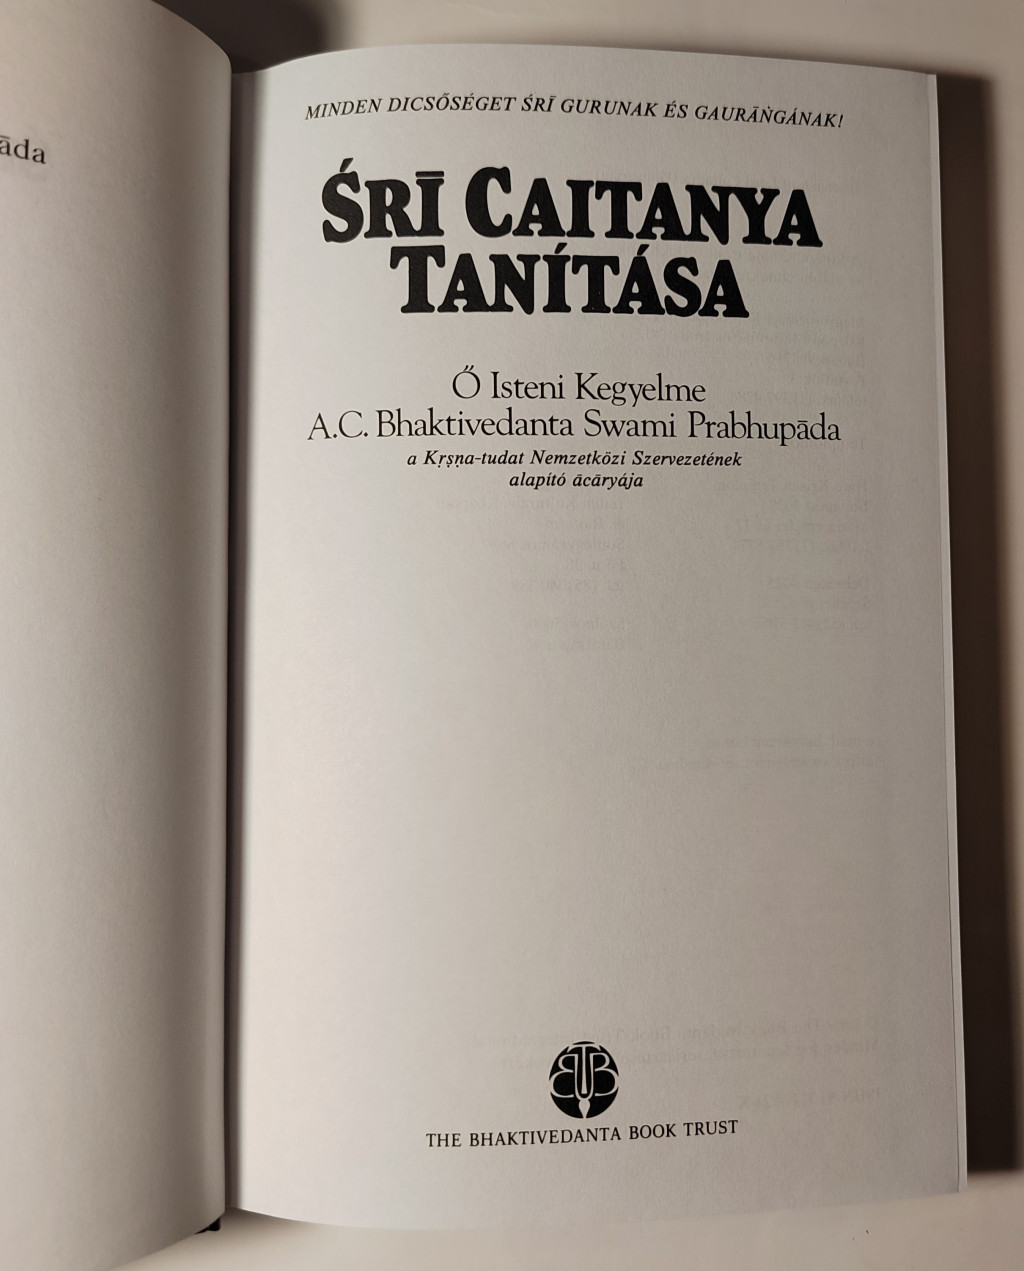 āda
MINDEN DICSŐSÉGET ŚRĪ GURUNAK ÉS GAURĀṄGÁNAK!
ŚRĪ CAITANYA
TANÍTÁSA
Ő Isteni Kegyelme
A.C. Bhaktivedanta Swami Prabhupāda
a Kṛṣṇa-tudat Nemzetközi Szervezetének
alapító ācāryája
BBT
THE BHAKTIVEDANTA BOOK TRUST